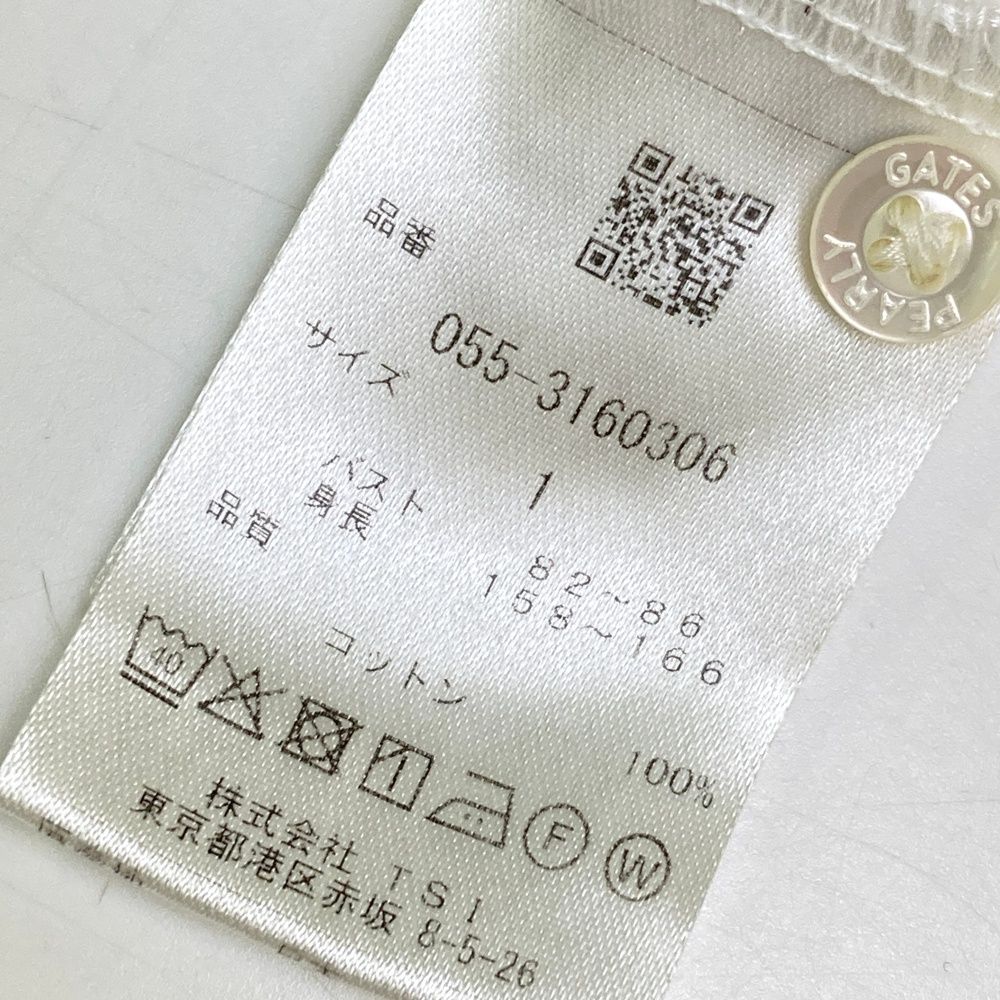 GATES
PEARLY
品番
055-3160306
サイズ
1
バスト 82~86
身長 158~166
品質
コットン 100%
40
F
W
株式会社 TSI
東京都港区赤坂 8-5-26